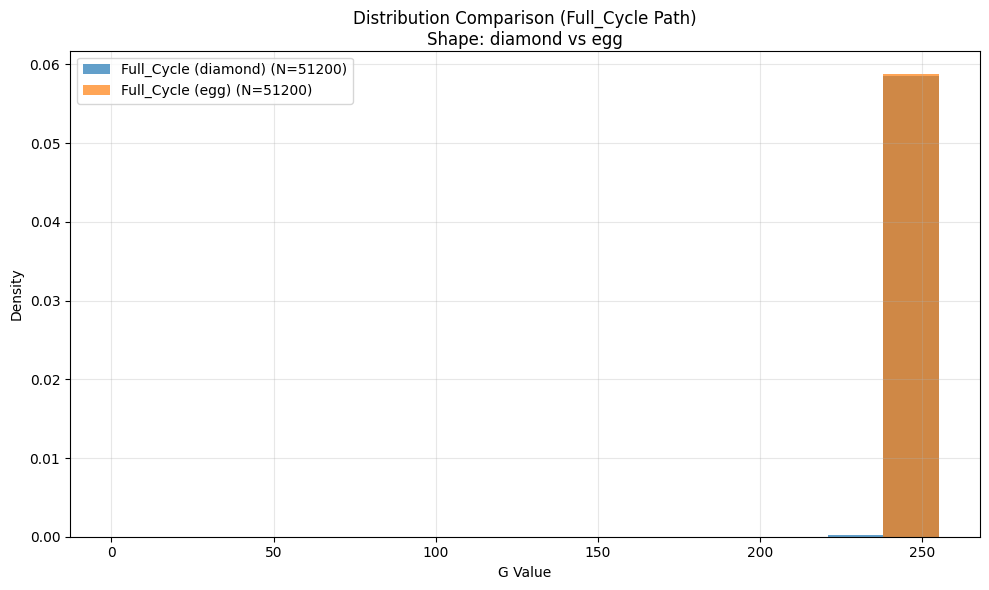 Distribution Comparison (Full_Cycle Path)
Shape: diamond vs egg
Full_Cycle (diamond) (N=51200)
Full_Cycle (egg) (N=51200)
0.06
0.05
0.04
0.03
0.02
0.01
0.00
Density
0 50 100 150 200 250
G Value